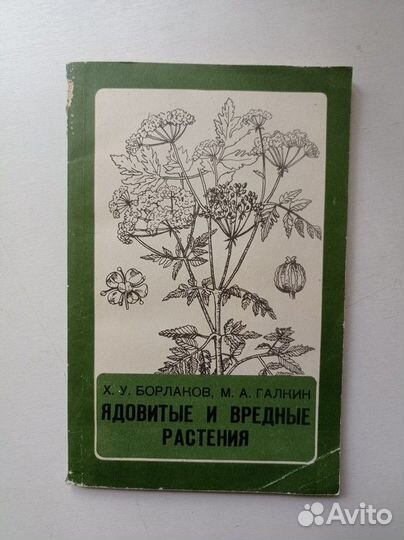 Х. У. БОРЛАКОВ, М. А. ГАЛКИН
ЯДОВИТЫЕ И ВРЕДНЫЕ
РАСТЕНИЯ
Avito